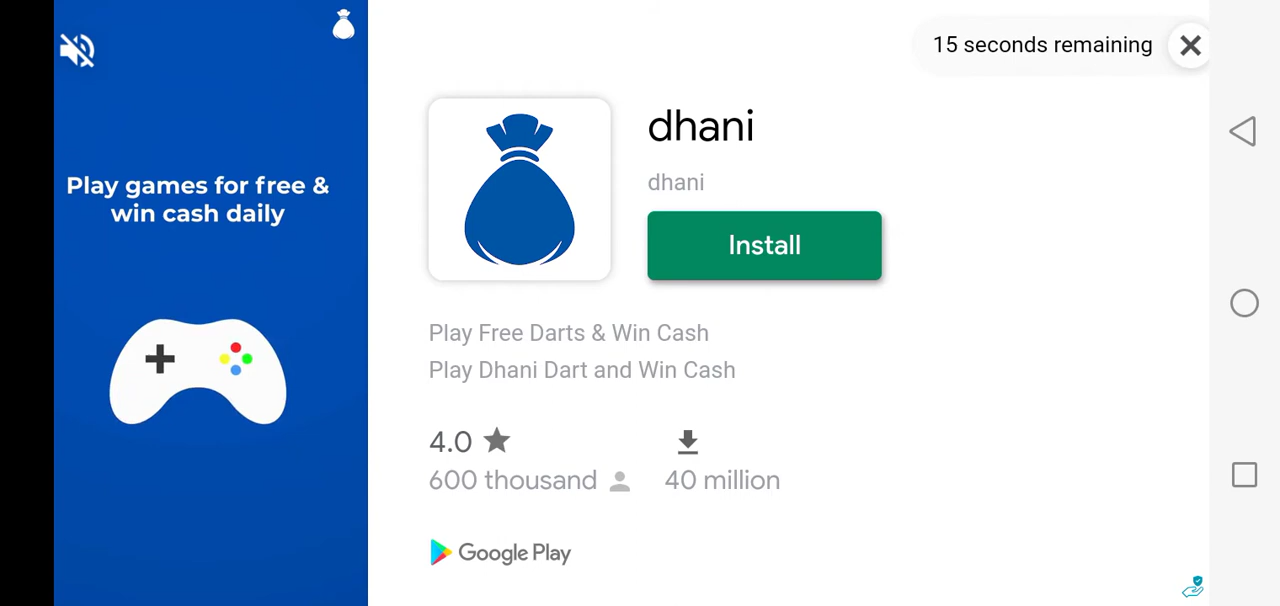 Play games for free &
win cash daily
15 seconds remaining
dhani
dhani
Install
Play Free Darts & Win Cash
Play Dhani Dart and Win Cash
4.0
600 thousand
40 million
Google Play